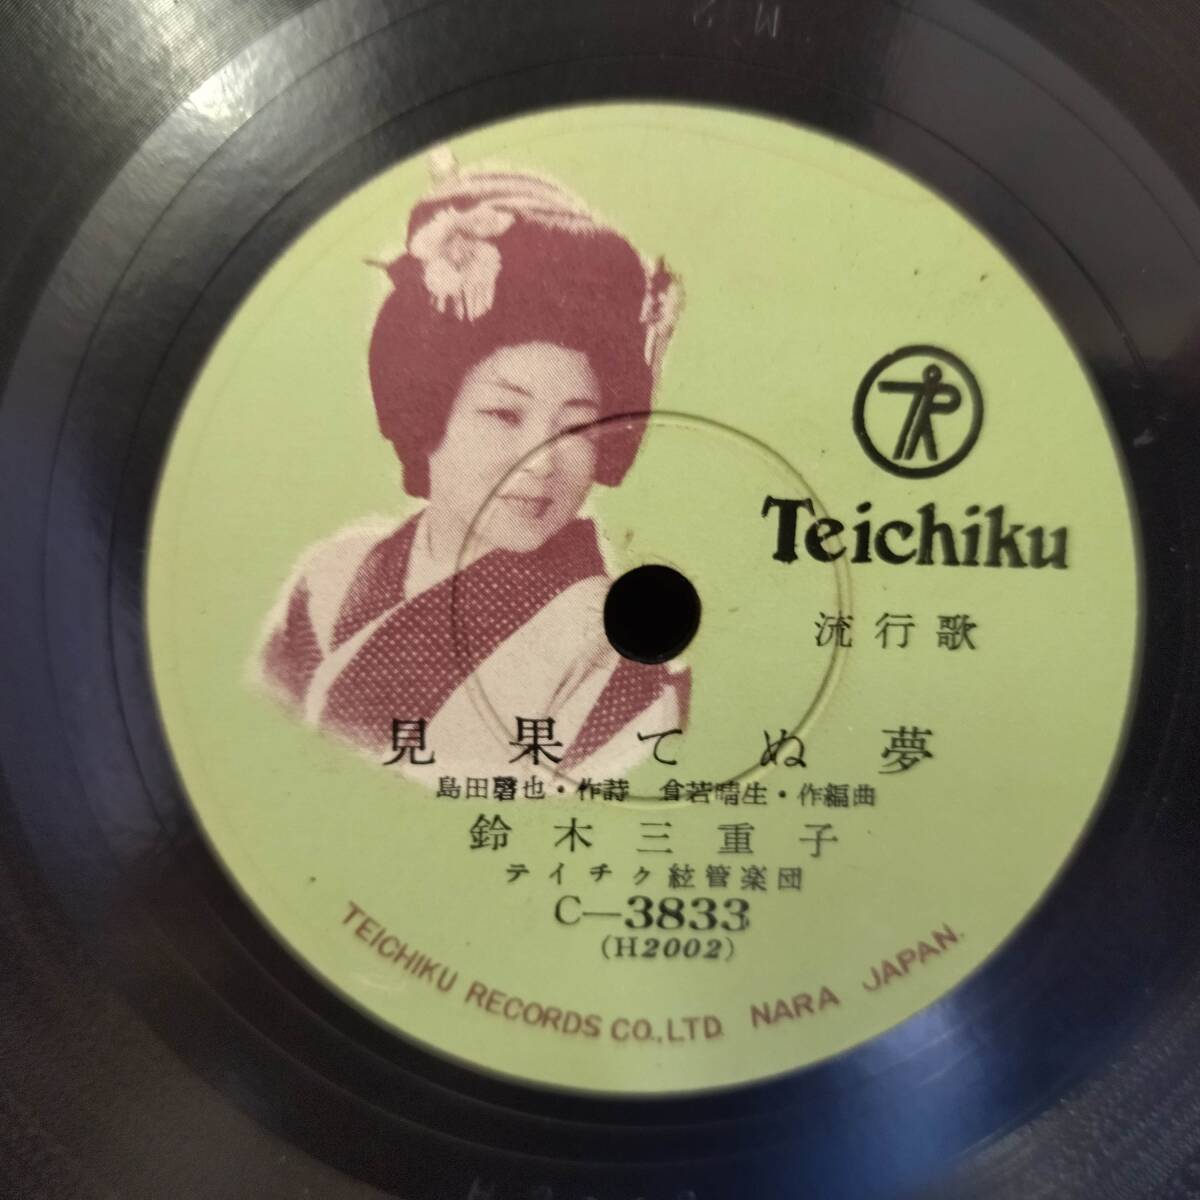 M 2
Teichiku
流行歌
見果てぬ夢
島田磬也・作詩 倉若晴生・作編曲
鈴木三重子
テイチク絃管楽団
C—3833
(H2002)
TEICHIKU RECORDS CO.,LTD. NARA JAPAN.